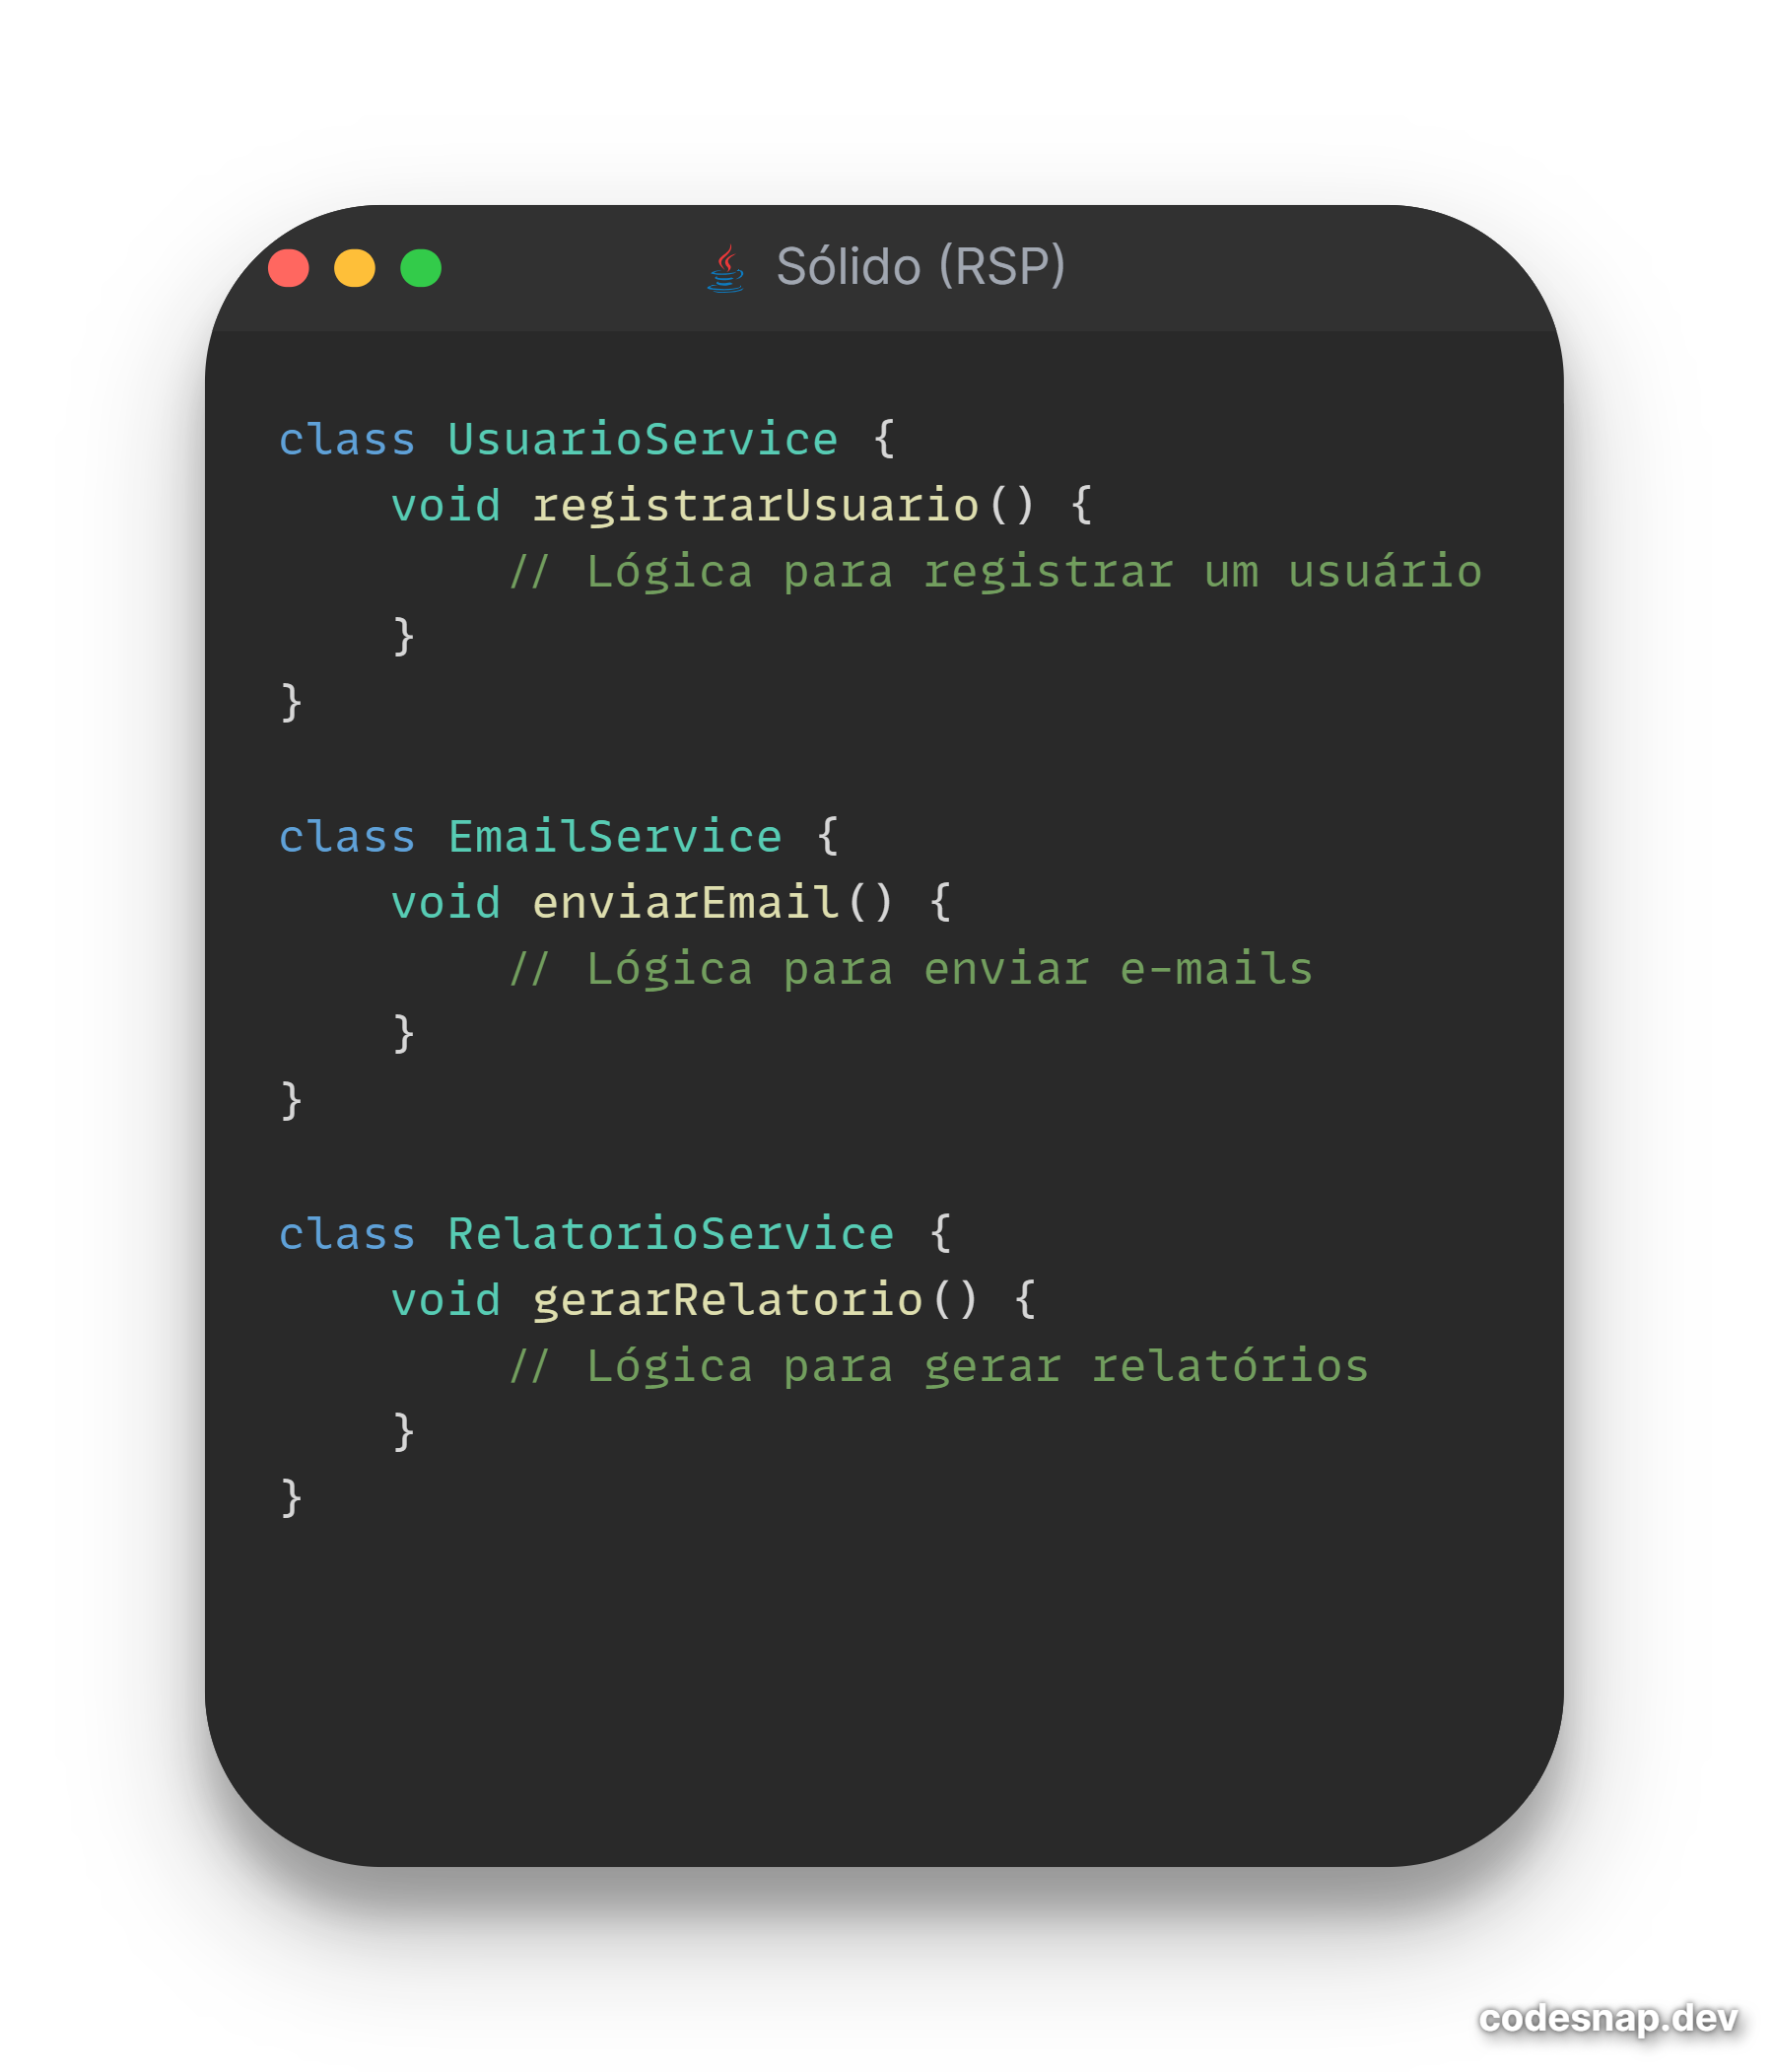 Sólido (RSP)
class UsuarioService {
    void registrarUsuario() {
        // Lógica para registrar um usuário
    }
}

class EmailService {
    void enviarEmail() {
        // Lógica para enviar e-mails
    }
}

class RelatorioService {
    void gerarRelatorio() {
        // Lógica para gerar relatórios
    }
}
codesnap.dev